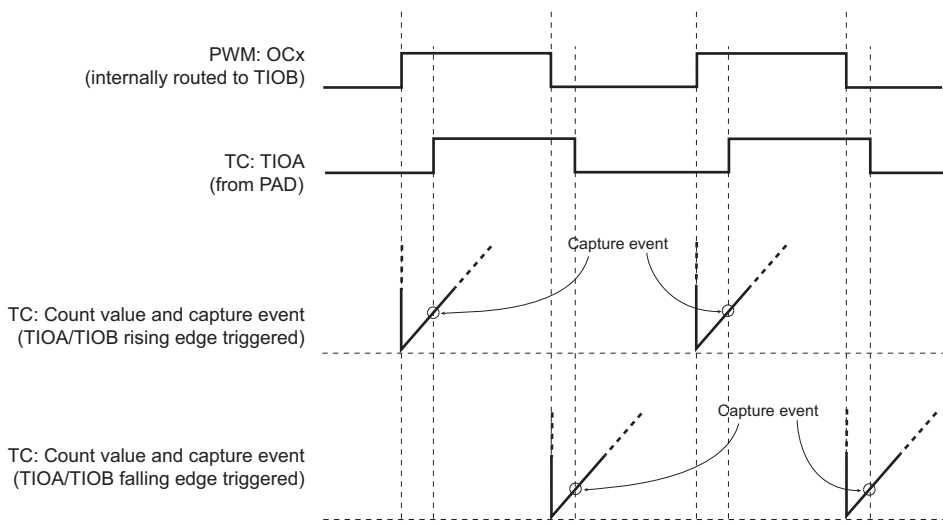 PWM: OCx
(internally routed to TIOB)
TC: TIOA
(from PAD)
Capture event
TC: Count value and capture event
(TIOA/TIOB rising edge triggered)
Capture event
TC: Count value and capture event
(TIOA/TIOB falling edge triggered)